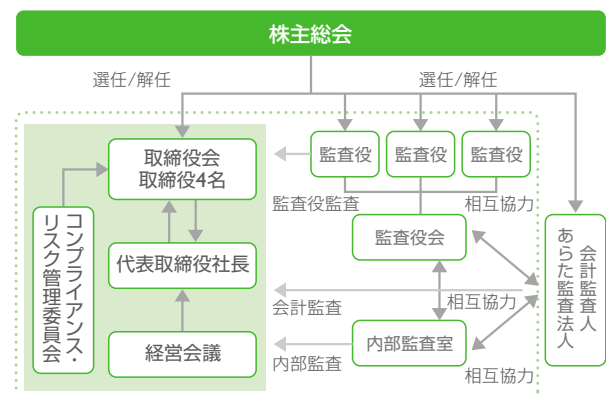 株主総会
選任/解任
選任/解任
取締役会
取締役4名
監査役
監査役
監査役
監査役監査
相互協力
コンプライアンス・
リスク管理委員会
代表取締役社長
監査役会
会計監査人
あらた監査法人
会計監査
相互協力
経営会議
内部監査
内部監査室
相互協力